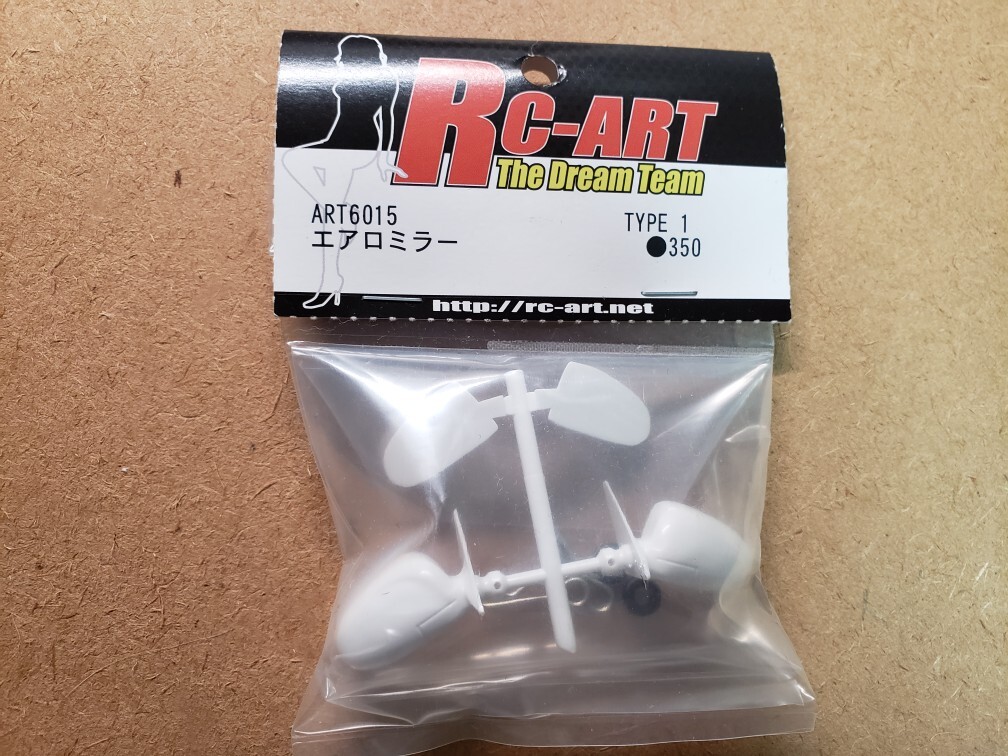 RC-ART
The Dream Team
ART6015
エアロミラー
TYPE 1
●350
http://rc-art.net